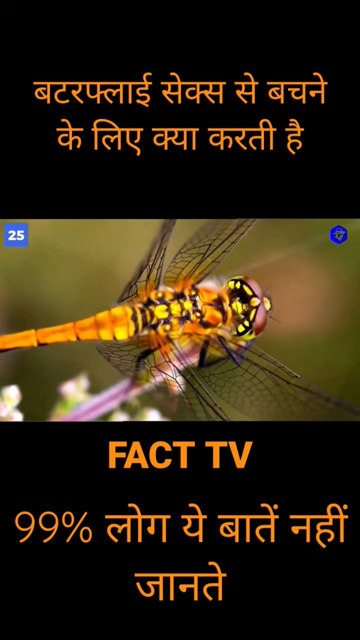 बटरफ्लाई सेक्स से बचने
के लिए क्या करती है
25
FACT TV
99% लोग ये बातें नहीं
जानते